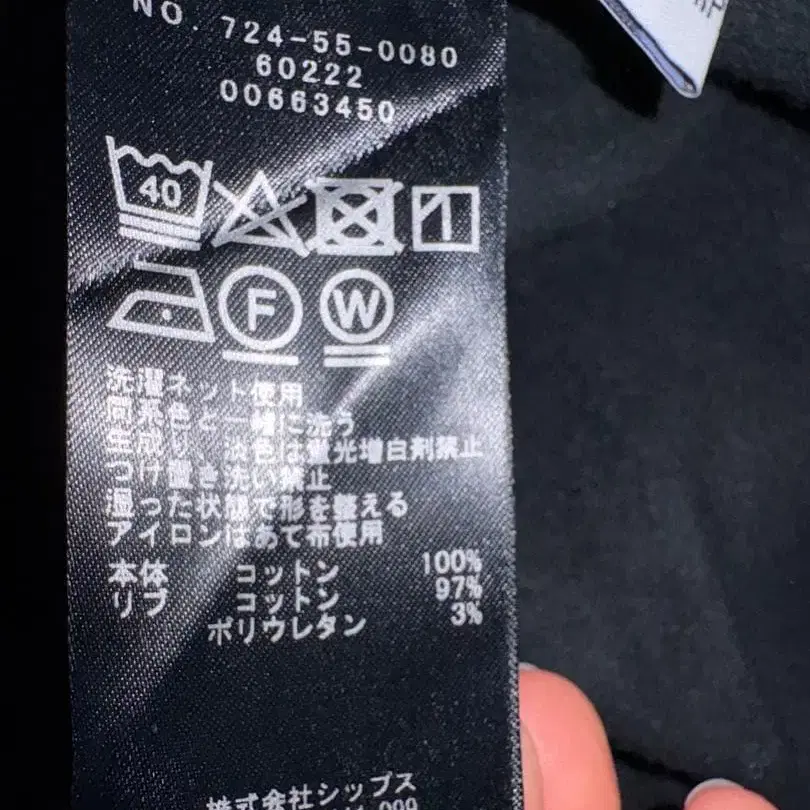 NO. 724-55-0080
60222
00663450
40
F W
洗濯ネット使用
同系色と一緒に洗う
生成り、淡色は蛍光増白剤禁止
つけ置き洗い禁止
湿った状態で形を整える
アイロンはあて布使用
本体 コットン 100%
リブ コットン 97%
ポリウレタン 3%
株式会社シップス